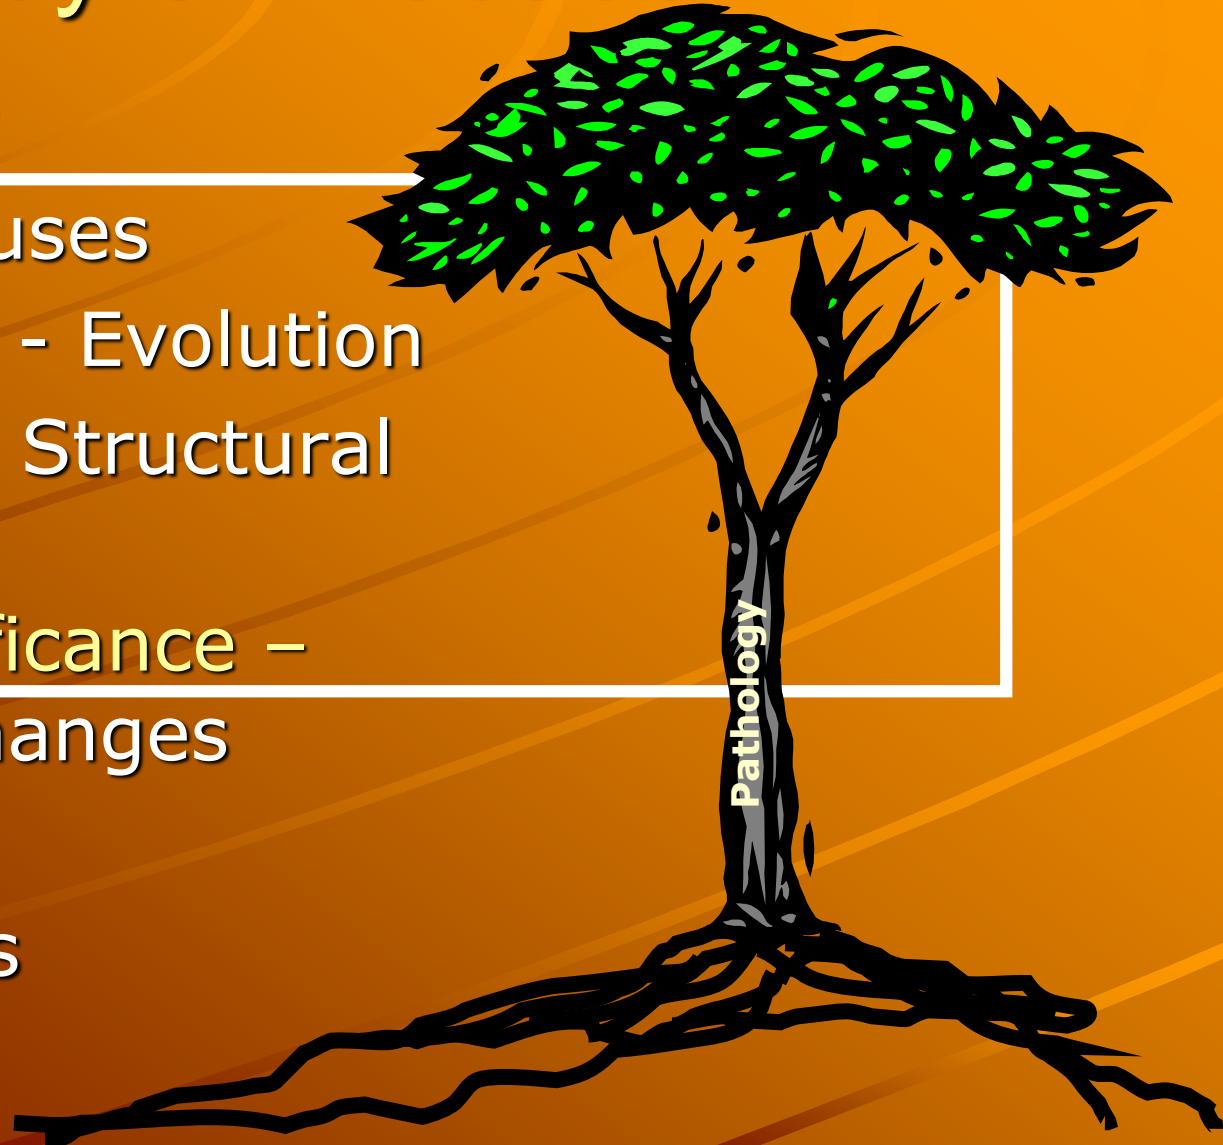 y
uses
- Evolution
Structural
ficance –
hanges
s
Pathology